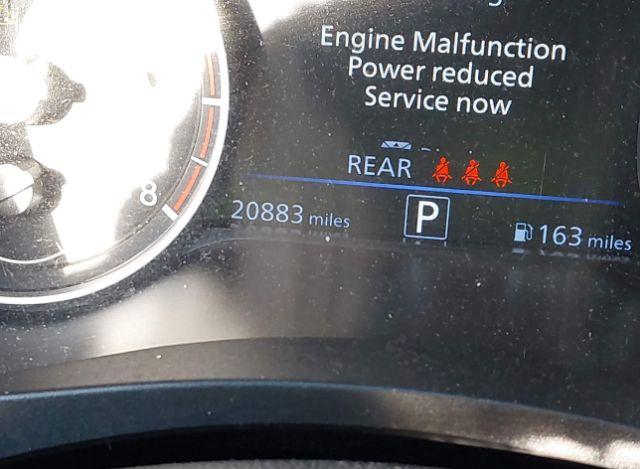 Engine Malfunction
Power reduced
Service now
REAR
8
20883 miles
P
163 miles